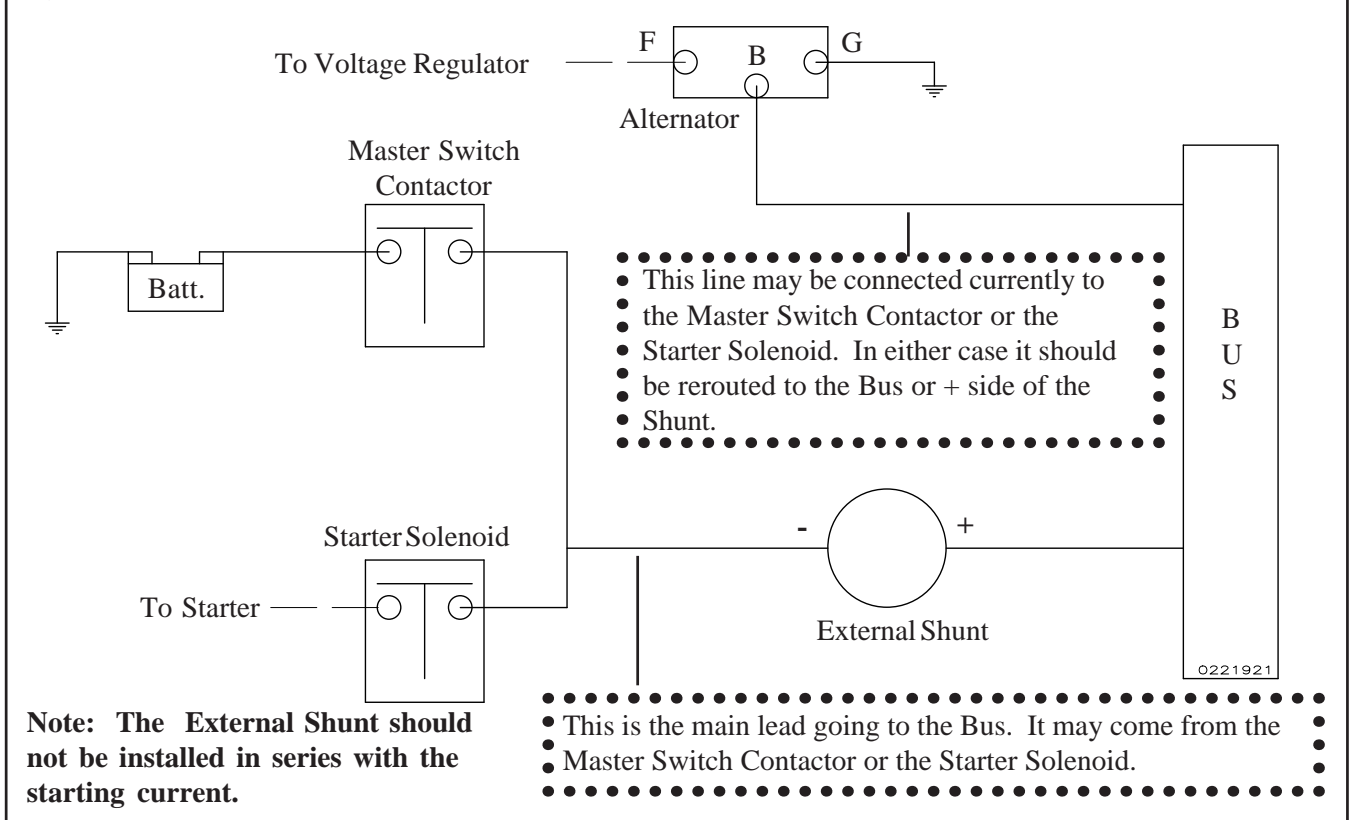 F
B
G
To Voltage Regulator
Alternator
Master Switch
Contactor
Batt.
This line may be connected currently to
the Master Switch Contactor or the
Starter Solenoid. In either case it should
be rerouted to the Bus or + side of the
Shunt.
B
U
S
- +
Starter Solenoid
To Starter
External Shunt
0221921
Note: The External Shunt should
not be installed in series with the
starting current.
This is the main lead going to the Bus. It may come from the
Master Switch Contactor or the Starter Solenoid.